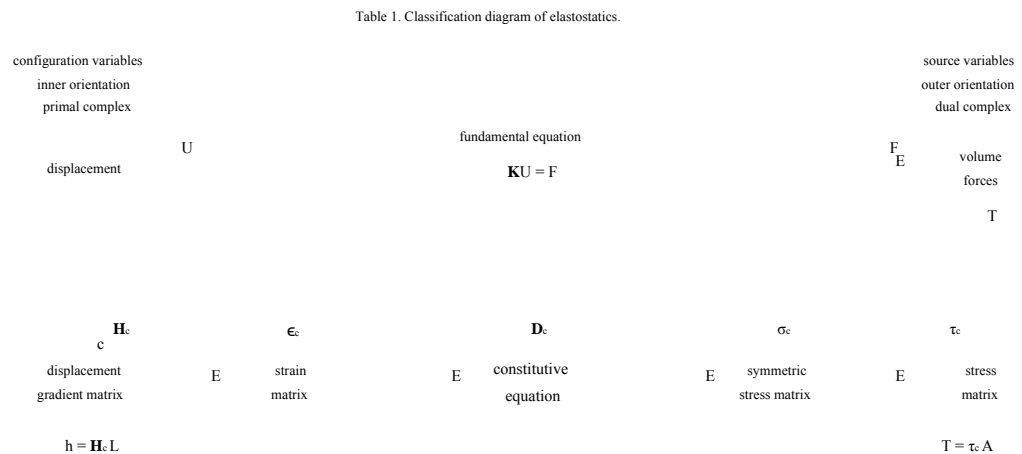 Table 1. Classification diagram of elastostatics.
configuration variables
inner orientation
primal complex
source variables
outer orientation
dual complex
U
displacement
fundamental equation
KU = F
F
E
volume
forces
T
Hc
c
displacement
gradient matrix
E
ϵc
strain
matrix
E
Dc
constitutive
equation
E
σc
symmetric
stress matrix
E
τc
stress
matrix
h = Hc L
T = τc A